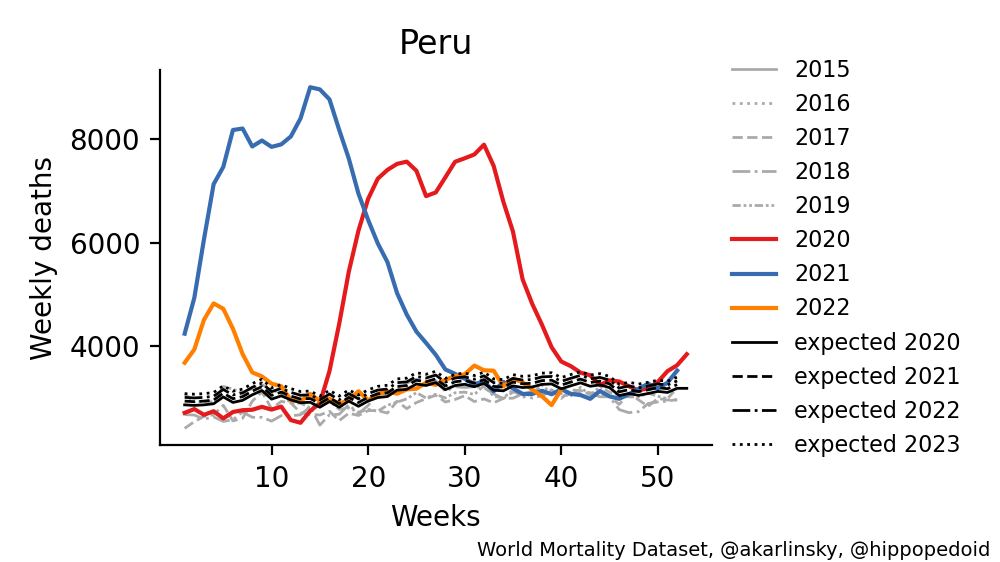 Peru
Weekly deaths
8000
6000
4000
10 20 30 40 50
Weeks
2015
2016
2017
2018
2019
2020
2021
2022
expected 2020
expected 2021
expected 2022
expected 2023
World Mortality Dataset, @akarlinsky, @hippopedoid